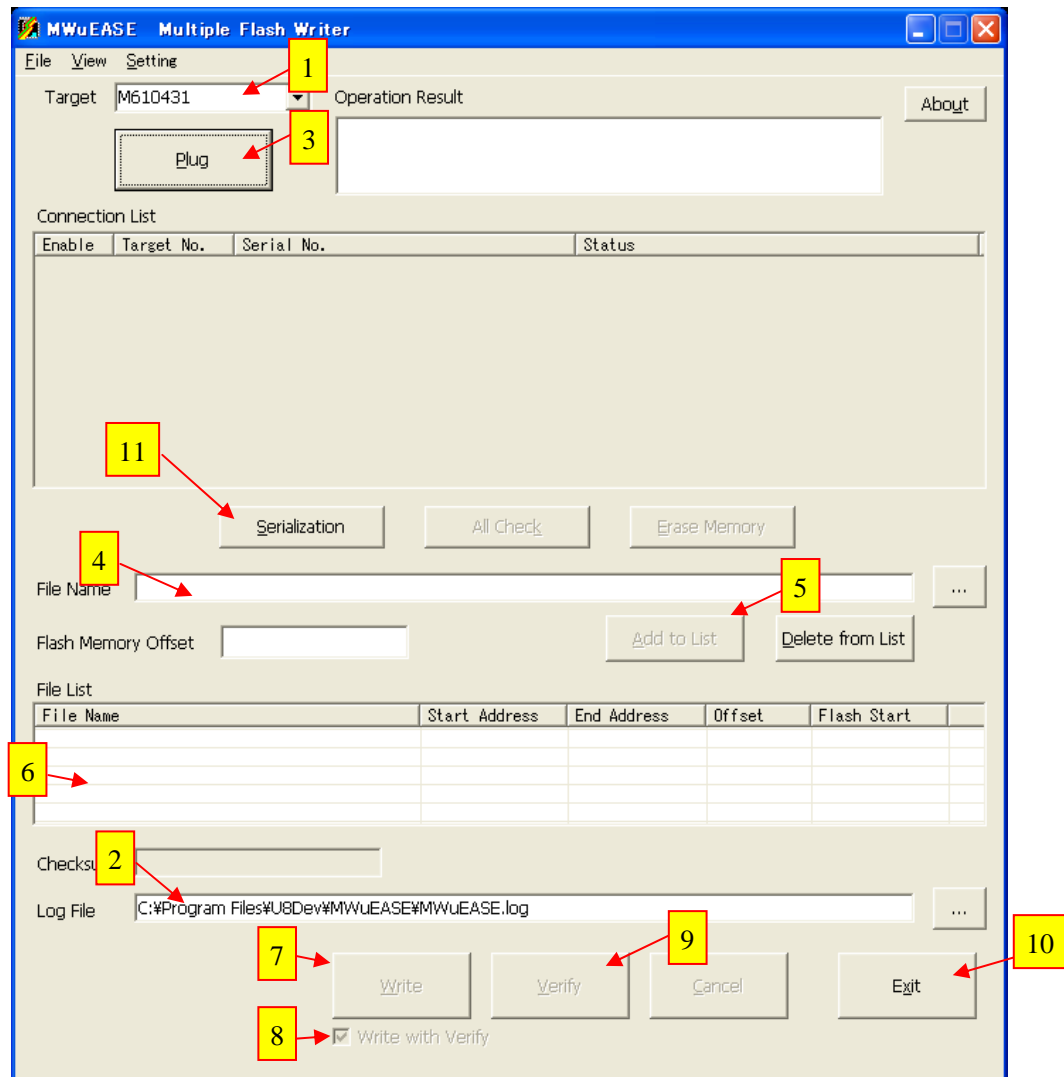 MWuEASE Multiple Flash Writer
File View Setting
1
Target M610431 Operation Result About
3
Plug
Connection List
Enable Target No. Serial No. Status
11
Serialization All Check Erase Memory
4
File Name ...
5
Flash Memory Offset Add to List Delete from List
File List
File Name Start Address End Address Offset Flash Start
6
Checksu
2
Log File C:¥Program Files¥U8Dev¥MWuEASE¥MWuEASE.log ...
7
9
10
Write Verify Cancel Exit
8
Write with Verify